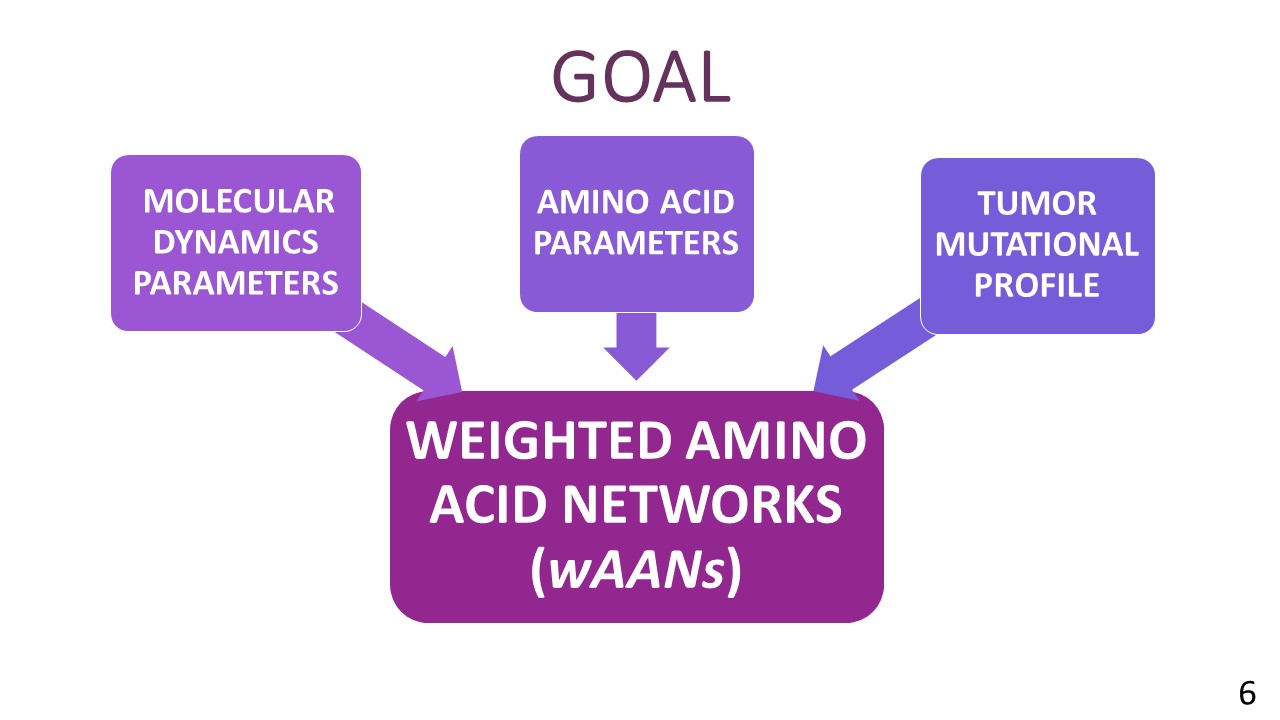 GOAL
MOLECULAR
DYNAMICS
PARAMETERS
AMINO ACID
PARAMETERS
TUMOR
MUTATIONAL
PROFILE
WEIGHTED AMINO
ACID NETWORKS
(wAANs)
6